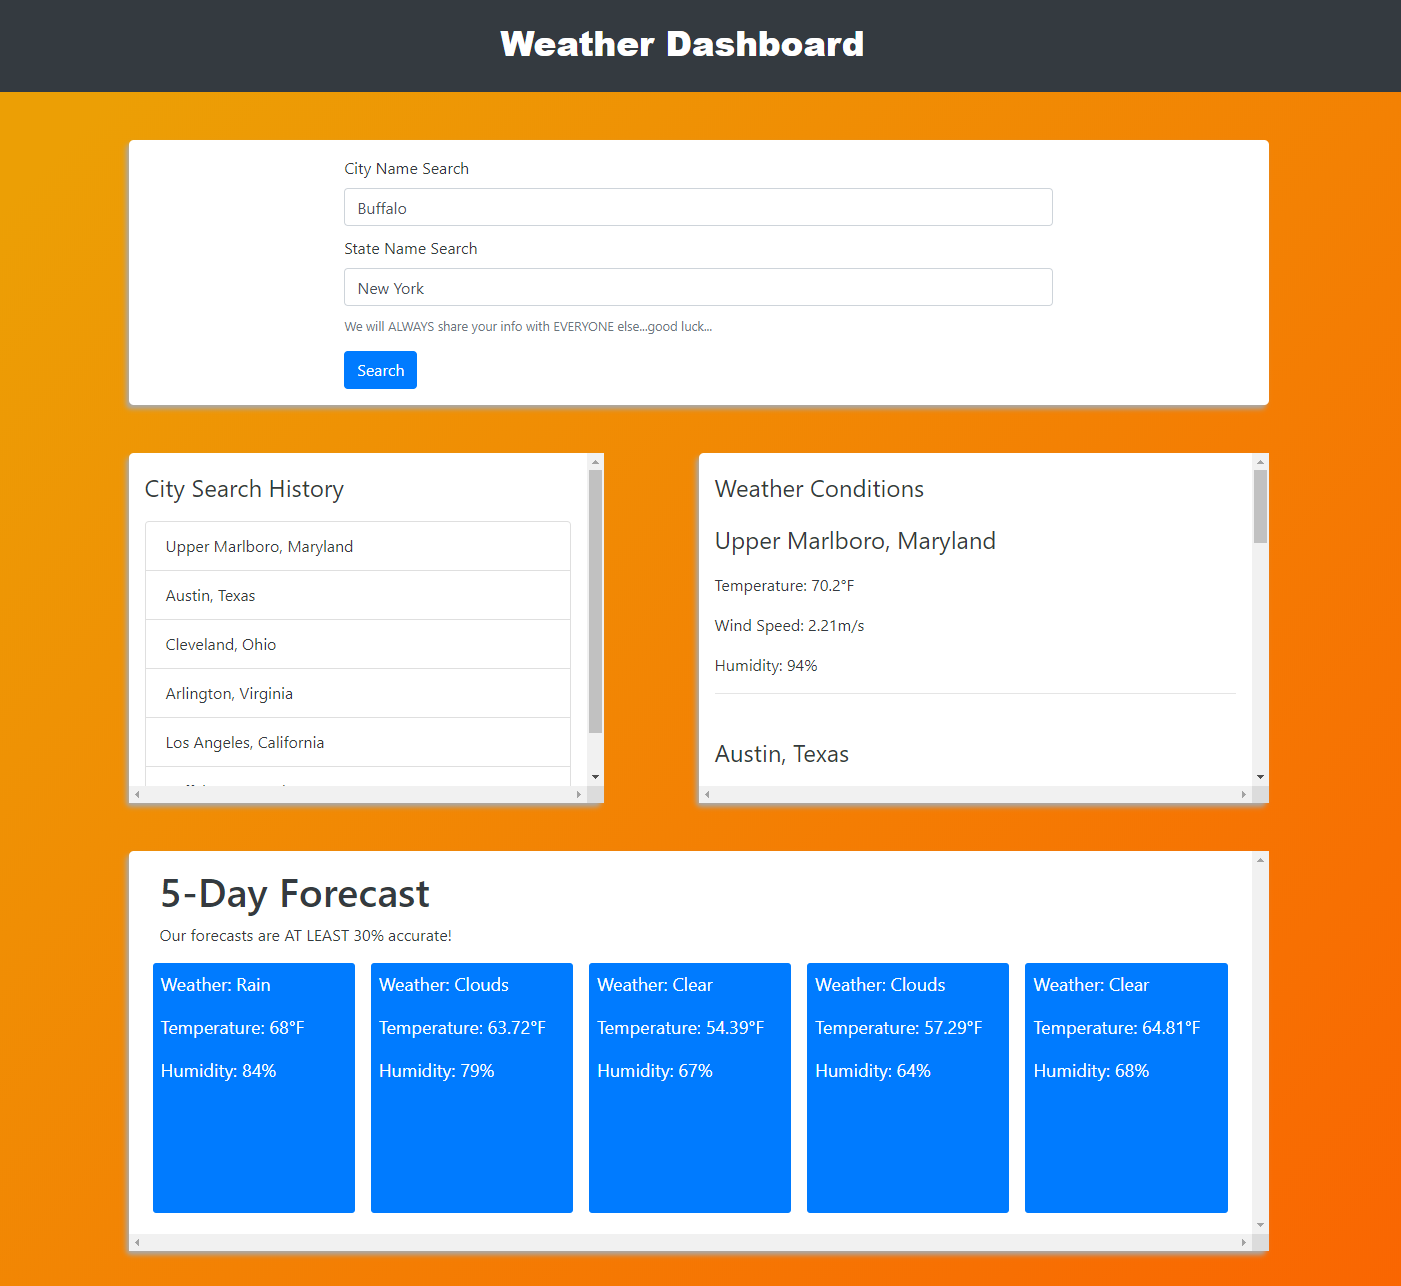 Weather Dashboard
City Name Search
Buffalo
State Name Search
New York
We will ALWAYS share your info with EVERYONE else...good luck...
Search
City Search History
Upper Marlboro, Maryland
Austin, Texas
Cleveland, Ohio
Arlington, Virginia
Los Angeles, California
Weather Conditions
Upper Marlboro, Maryland
Temperature: 70.2°F
Wind Speed: 2.21m/s
Humidity: 94%
Austin, Texas
5-Day Forecast
Our forecasts are AT LEAST 30% accurate!
Weather: Rain
Temperature: 68°F
Humidity: 84%
Weather: Clouds
Temperature: 63.72°F
Humidity: 79%
Weather: Clear
Temperature: 54.39°F
Humidity: 67%
Weather: Clouds
Temperature: 57.29°F
Humidity: 64%
Weather: Clear
Temperature: 64.81°F
Humidity: 68%